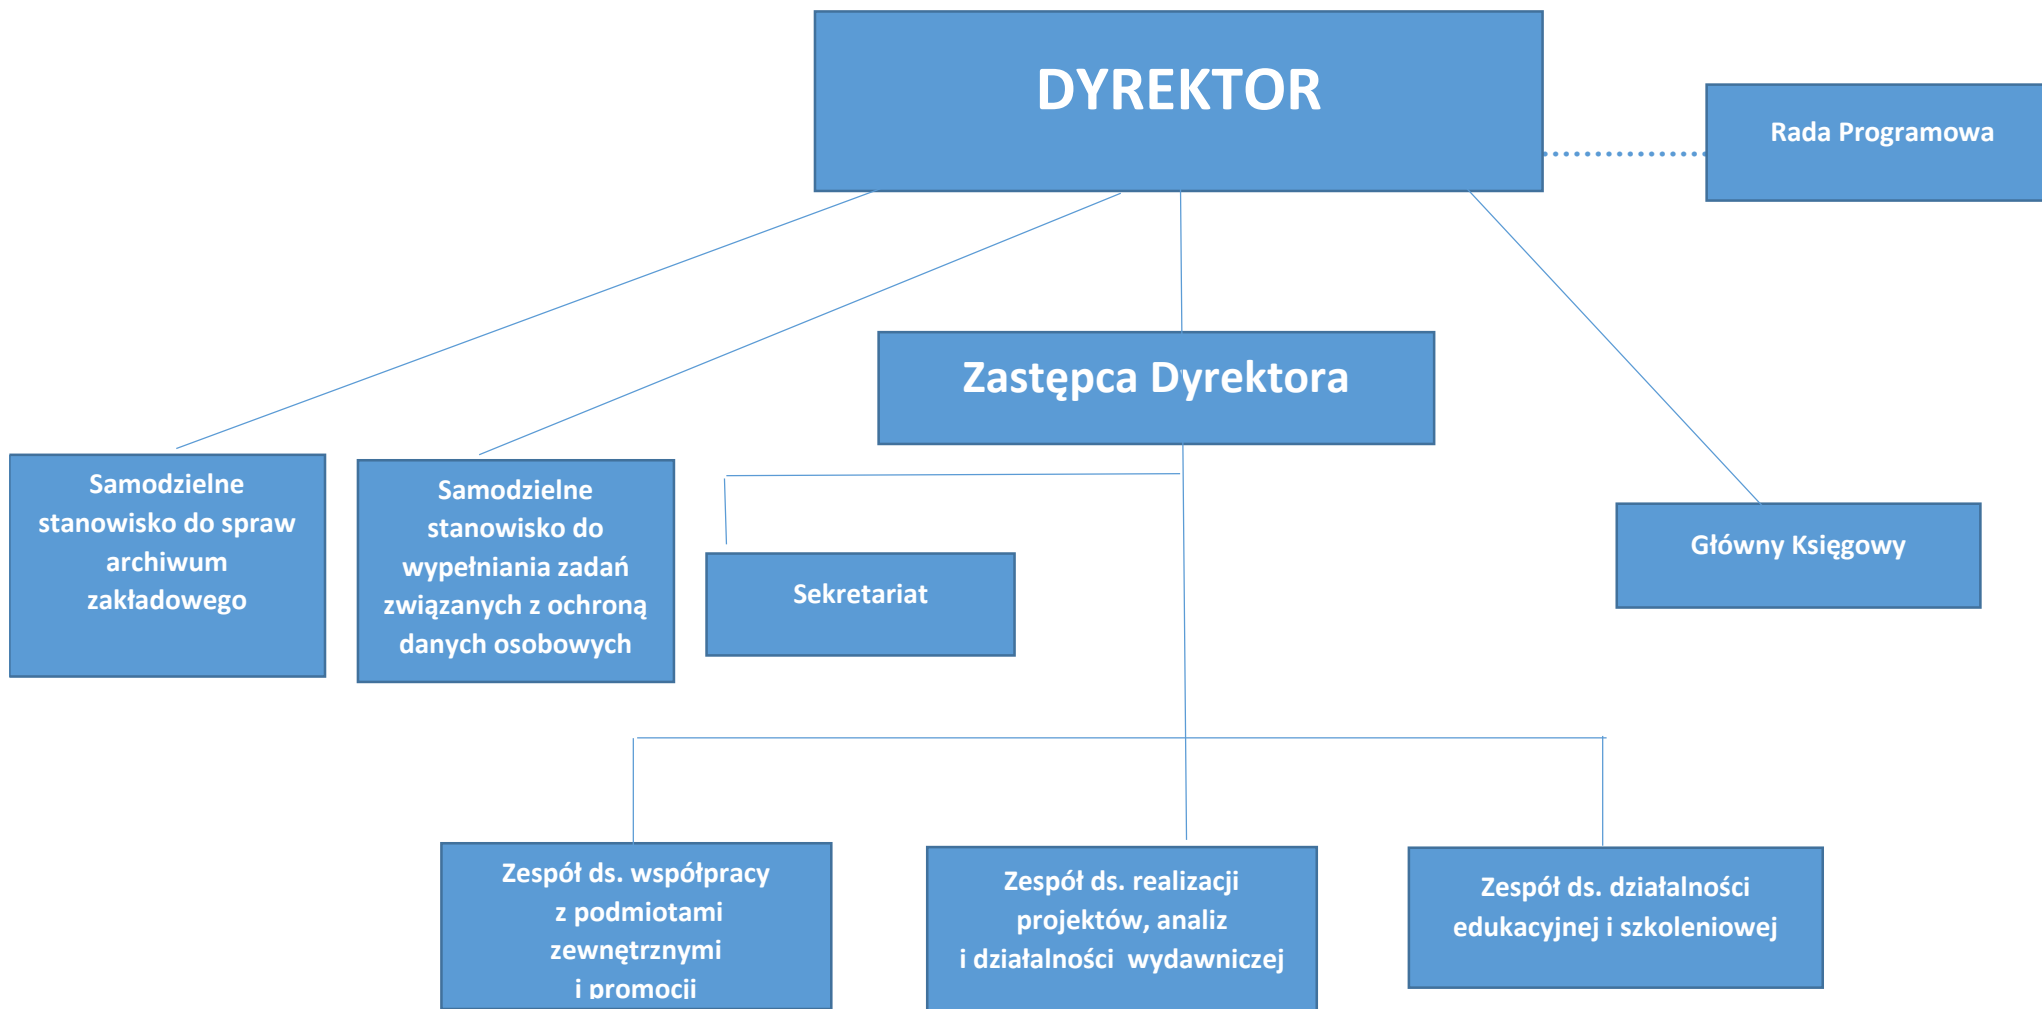 DYREKTOR
Rada Programowa
Zastępca Dyrektora
Samodzielne
stanowisko do spraw
archiwum
zakładowego
Samodzielne
stanowisko do
wypełniania zadań
związanych z ochroną
danych osobowych
Sekretariat
Główny Księgowy
Zespół ds. współpracy
z podmiotami
zewnętrznymi
i promocji
Zespół ds. realizacji
projektów, analiz
i działalności  wydawniczej
Zespół ds. działalności
edukacyjnej i szkoleniowej